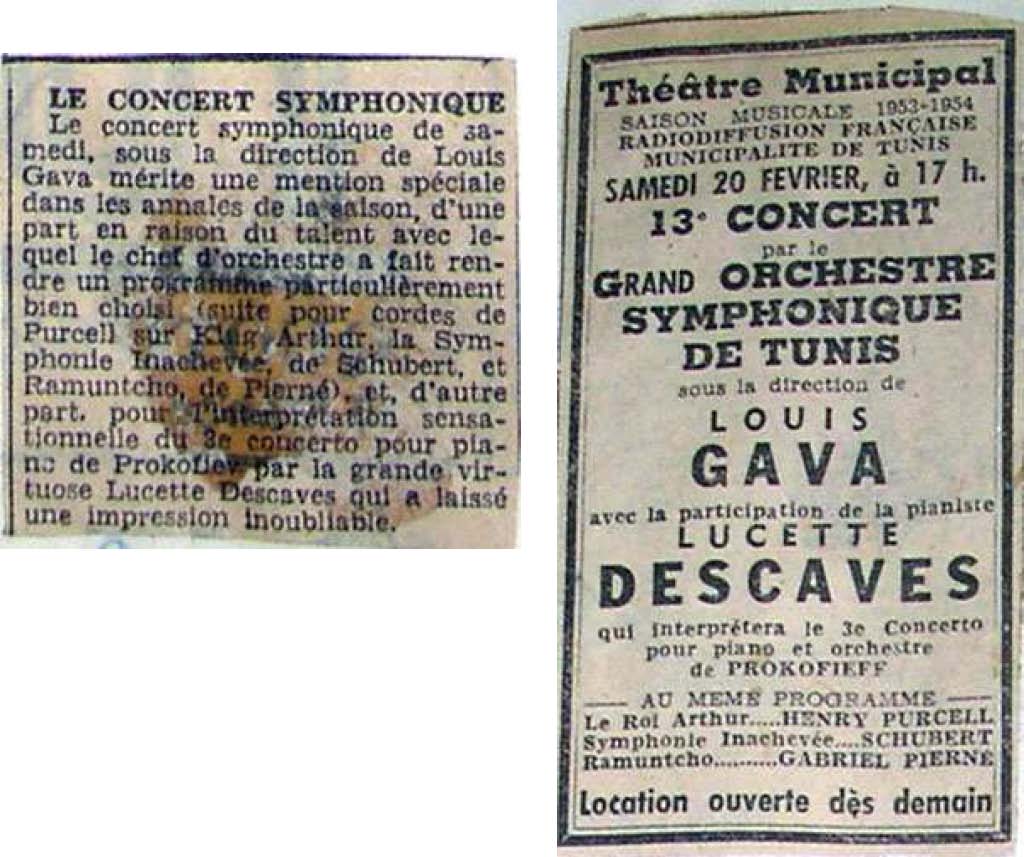 LE CONCERT SYMPHONIQUE
Le concert symphonique de sa-
medi, sous la direction de Louis
Gava mérite une mention spéciale
dans les annales de la saison, d'une
part en raison du talent avec le-
quel le chef d'orchestre a fait ren-
dre un programme particulièrement
bien choisi (suite pour cordes de
Purcell sur King Arthur, la Sym-
phonie Inachevée, de Schubert, et
Ramuntcho, de Pierné), et, d'autre
part, pour l'interprétation sensa-
tionnelle du 3e concerto pour pia-
no de Prokofiev par la grande vir-
tuose Lucette Descaves qui a laissé
une impression inoubliable.
Théâtre Municipal
SAISON MUSICALE 1953-1954
RADIODIFFUSION FRANÇAISE
MUNICIPALITE DE TUNIS
SAMEDI 20 FEVRIER, à 17 h.
13e CONCERT
par le
GRAND ORCHESTRE
SYMPHONIQUE
DE TUNIS
sous la direction de
LOUIS
GAVA
avec la participation de la pianiste
LUCETTE
DESCAVES
qui interprétera le 3e Concerto
pour piano et orchestre
de PROKOFIEFF
AU MEME PROGRAMME
Le Roi Arthur.....HENRY PURCELL
Symphonie Inachevée....SCHUBERT
Ramuntcho..........GABRIEL PIERNE
Location ouverte dès demain